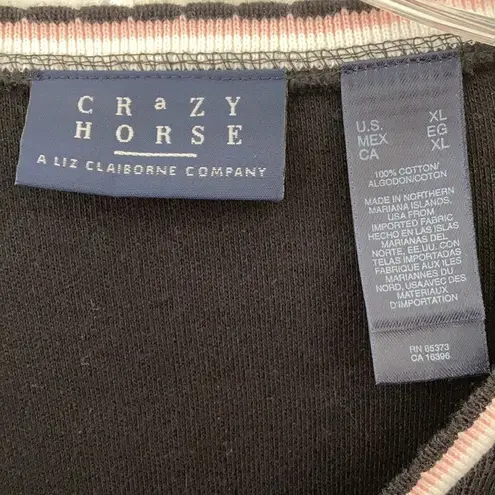 CRaZY
HORSE
A LIZ CLAIBORNE COMPANY
U.S. XL
MEX EG
CA XL
100% COTTON/
ALGODON/COTON
MADE IN NORTHERN
MARIANA ISLANDS,
USA FROM
IMPORTED FABRIC
HECHO EN LAS ISLAS
MARIANAS DEL
NORTE, EE.UU. CON
TELAS IMPORTADAS
FABRIQUE AUX ILES
MARIANNES DU
NORD, USA AVEC DES
MATERIAUX
D'IMPORTATION
RN 65373
CA 16396